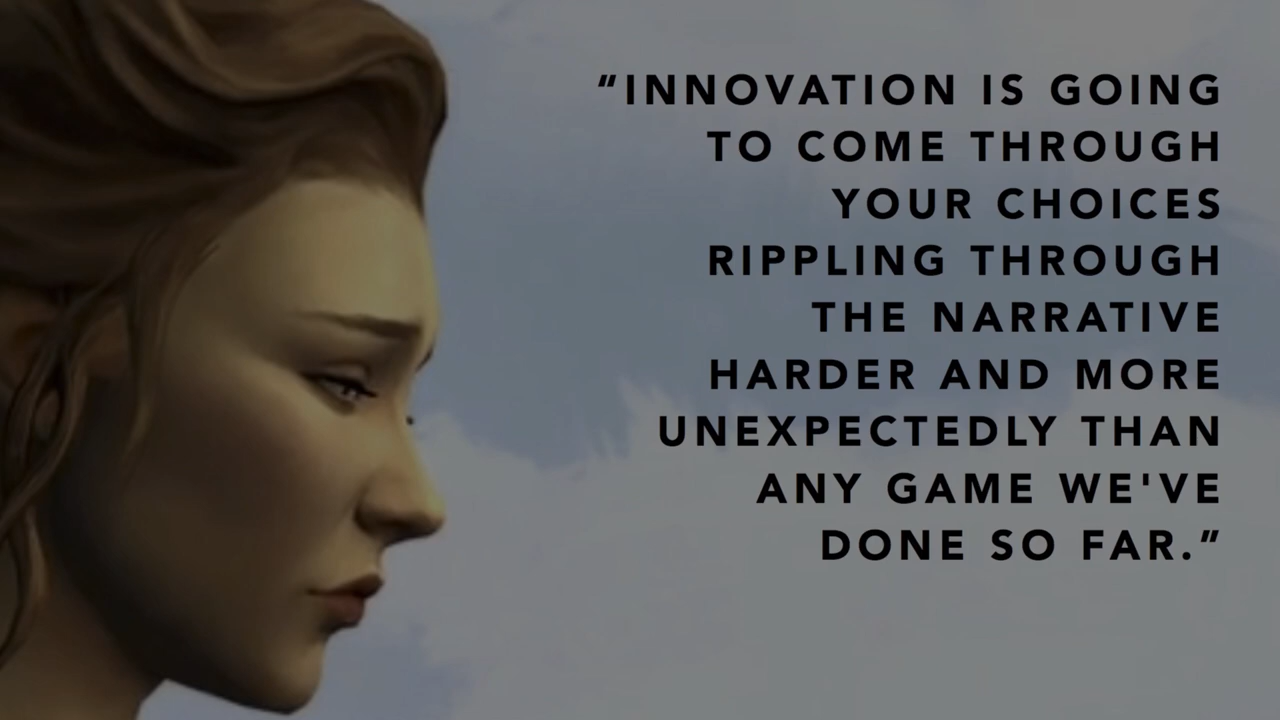 “INNOVATION IS GOING
TO COME THROUGH
YOUR CHOICES
RIPPLING THROUGH
THE NARRATIVE
HARDER AND MORE
UNEXPECTEDLY THAN
ANY GAME WE'VE
DONE SO FAR.”